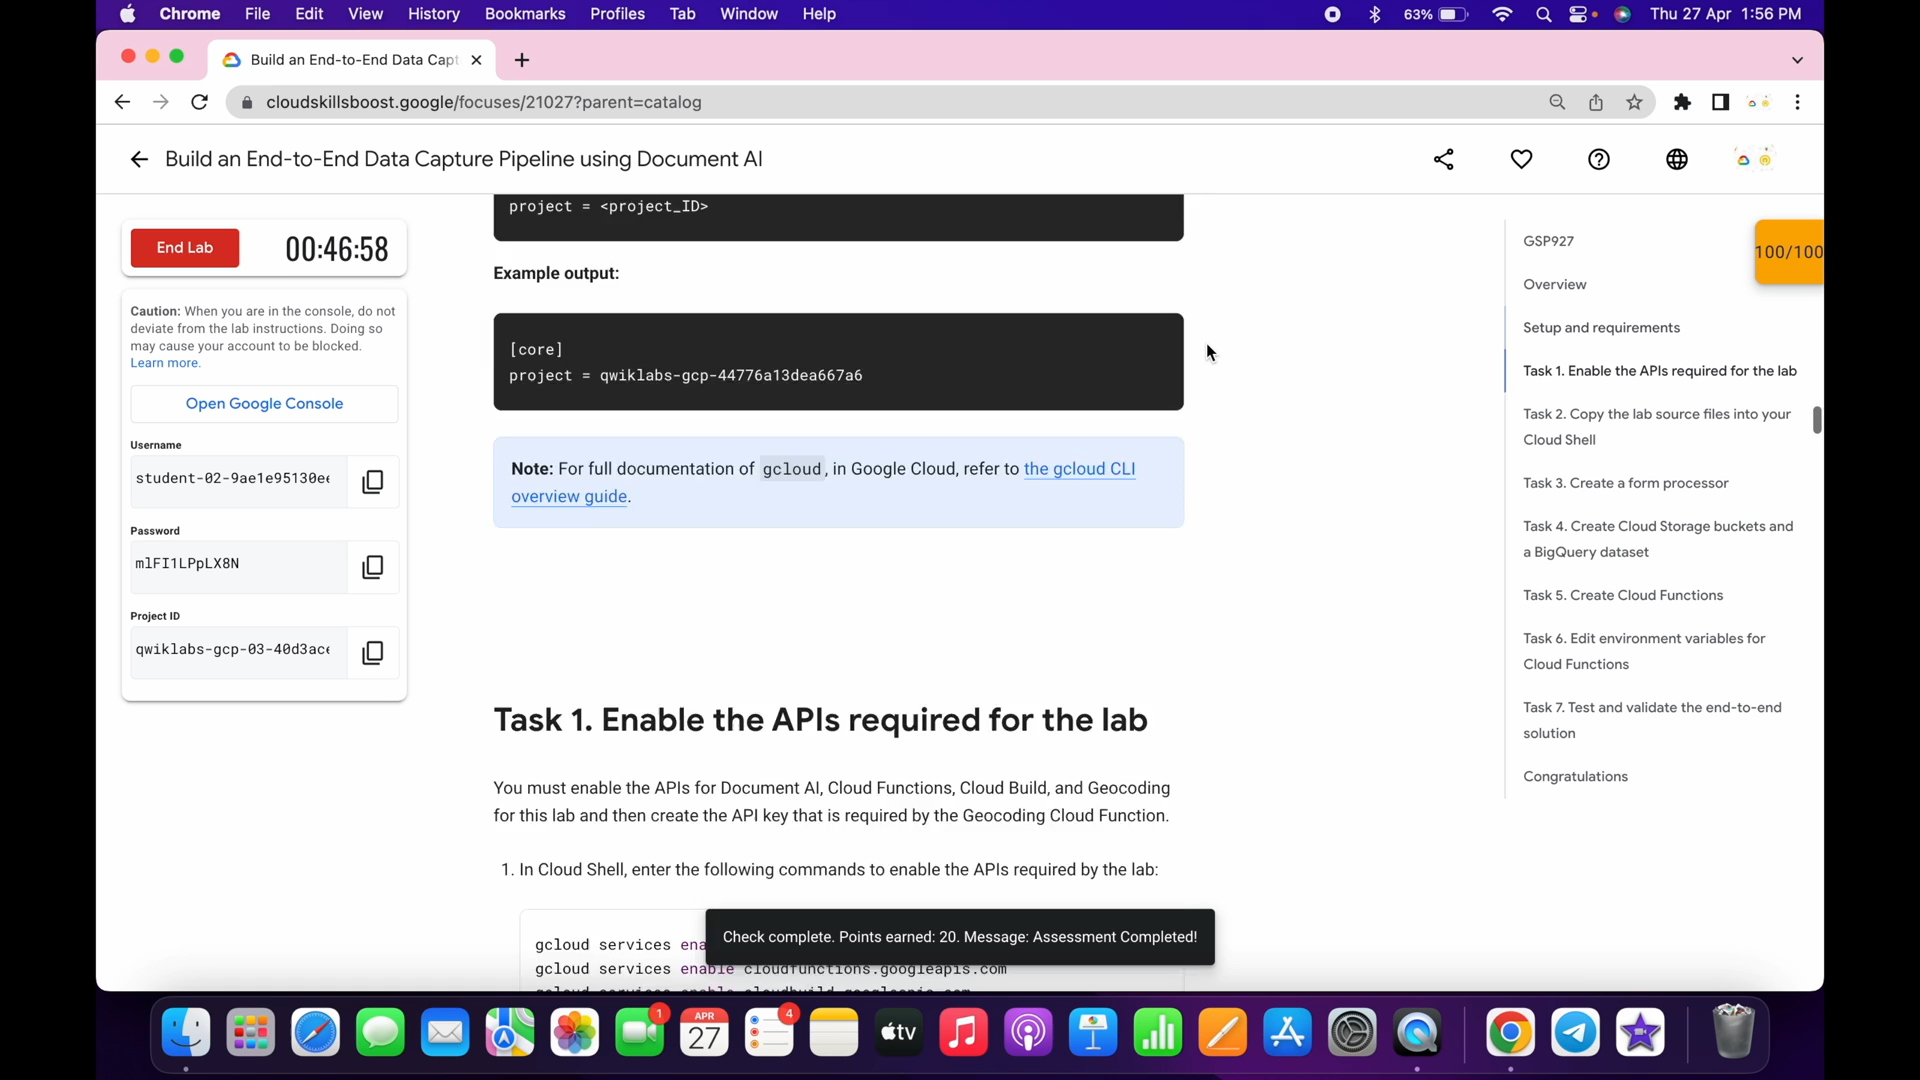 Chrome File Edit View History Bookmarks Profiles Tab Window Help 63% Thu 27 Apr 1:56 PM
Build an End-to-End Data Capt
cloudskillsboost.google/focuses/21027?parent=catalog
Build an End-to-End Data Capture Pipeline using Document AI
End Lab 00:46:58
Caution: When you are in the console, do not
deviate from the lab instructions. Doing so
may cause your account to be blocked.
Learn more.
Open Google Console
Username
student-02-9ae1e95130ee
Password
mlFI1LPpLX8N
Project ID
qwiklabs-gcp-03-40d3ace
project = <project_ID>
Example output:
[core]
project = qwiklabs-gcp-44776a13dea667a6
Note: For full documentation of gcloud, in Google Cloud, refer to the gcloud CLI
overview guide.
Task 1. Enable the APIs required for the lab
You must enable the APIs for Document AI, Cloud Functions, Cloud Build, and Geocoding
for this lab and then create the API key that is required by the Geocoding Cloud Function.
1. In Cloud Shell, enter the following commands to enable the APIs required by the lab:
gcloud services ena
gcloud services enable cloudfunctions.googleapis.com
gcloud services enable cloudbuild.googleapis.com
Check complete. Points earned: 20. Message: Assessment Completed!
GSP927
100/100
Overview
Setup and requirements
Task 1. Enable the APIs required for the lab
Task 2. Copy the lab source files into your
Cloud Shell
Task 3. Create a form processor
Task 4. Create Cloud Storage buckets and
a BigQuery dataset
Task 5. Create Cloud Functions
Task 6. Edit environment variables for
Cloud Functions
Task 7. Test and validate the end-to-end
solution
Congratulations
1
APR
27
4
tv